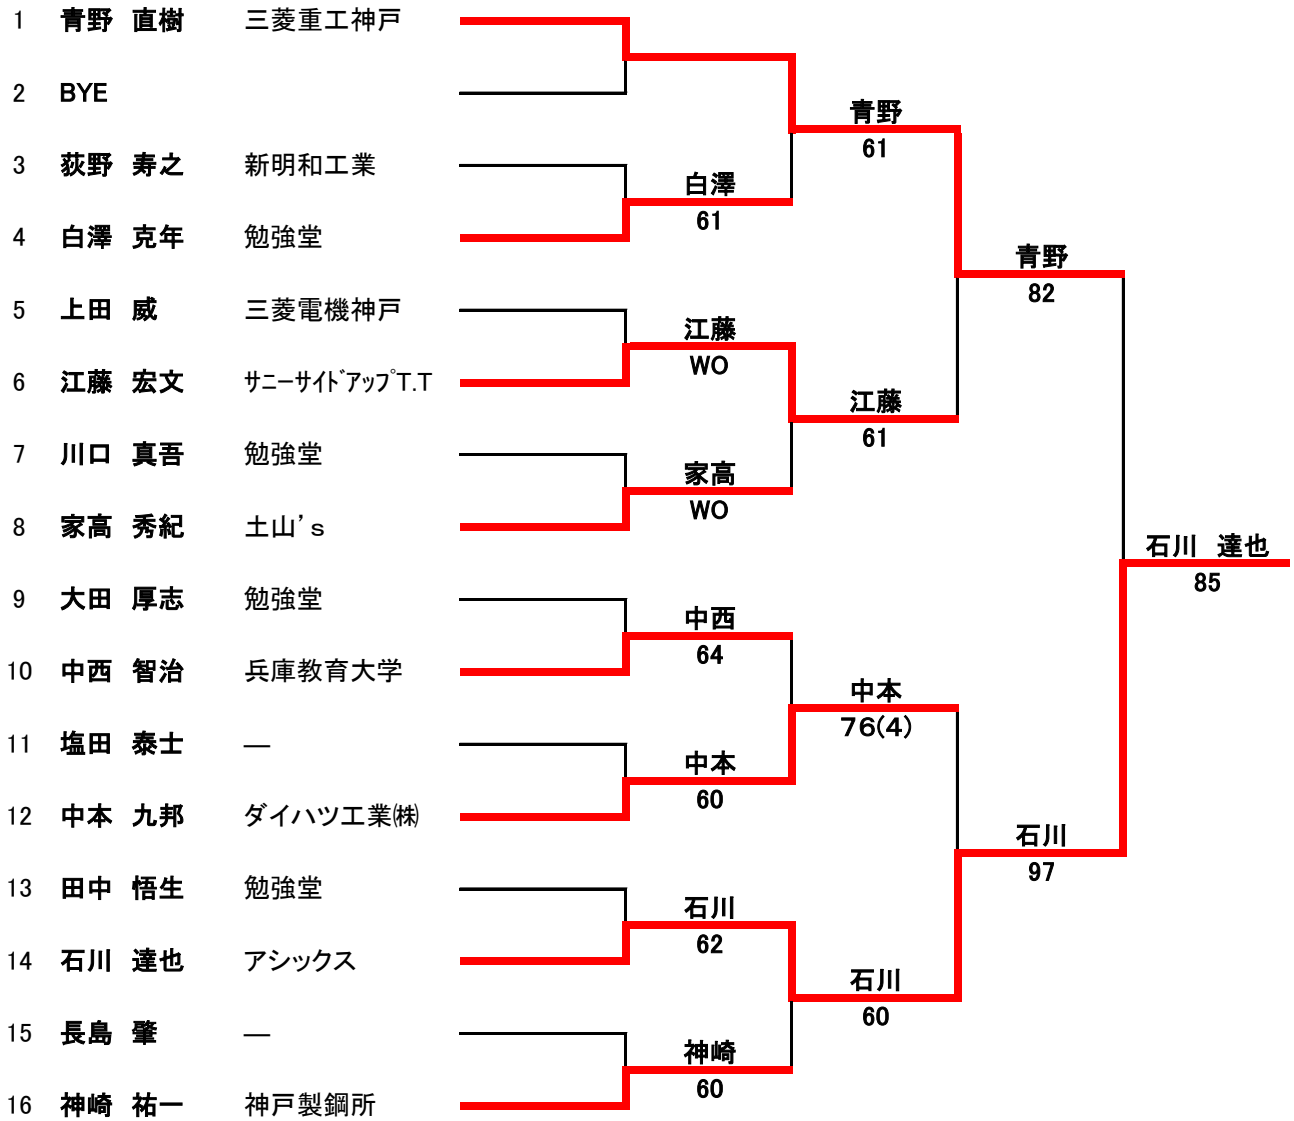 1 青野 直樹 三菱重工神戸
2 BYE
青野
61
3 荻野 寿之 新明和工業
白澤
61
4 白澤 克年 勉強堂
青野
82
5 上田 威 三菱電機神戸
江藤
WO
6 江藤 宏文 サニーサイドアップT.T
江藤
61
7 川口 真吾 勉強堂
家高
WO
8 家高 秀紀 土山's
石川 達也
85
9 大田 厚志 勉強堂
中西
64
10 中西 智治 兵庫教育大学
中本
76(4)
11 塩田 泰士 ―
中本
60
12 中本 九邦 ダイハツ工業㈱
石川
97
13 田中 悟生 勉強堂
石川
62
14 石川 達也 アシックス
石川
60
15 長島 肇 ―
神崎
60
16 神崎 祐一 神戸製鋼所